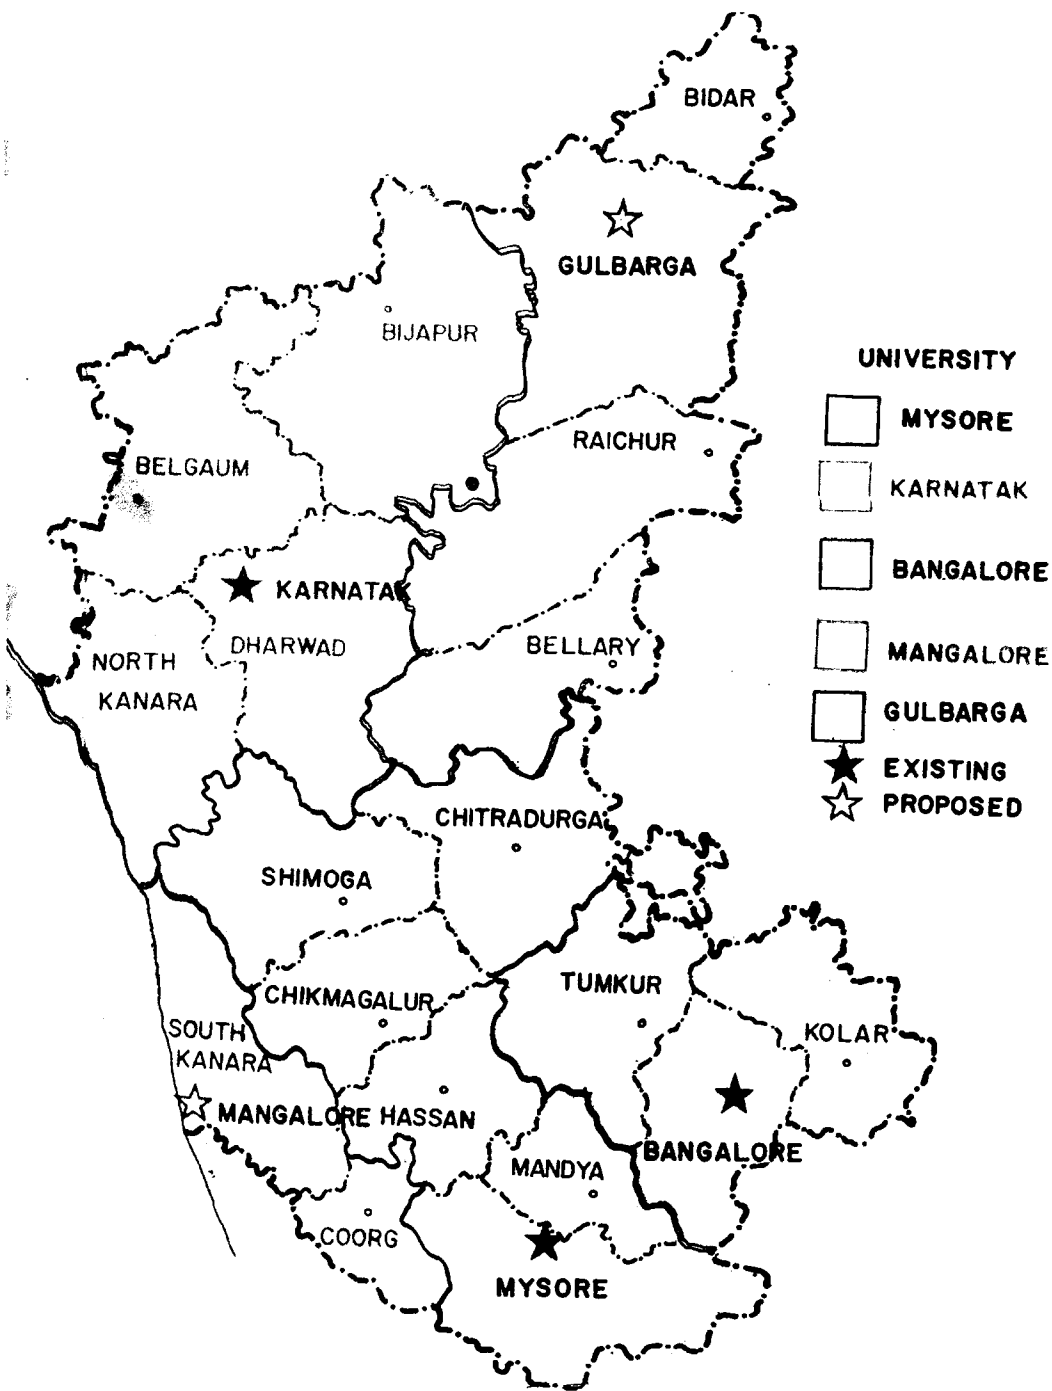 BIDAR
GULBARGA
BIJAPUR
UNIVERSITY
MYSORE
RAICHUR
BELGAUM
KARNATAK
BANGALORE
KARNATAK
BELLARY
DHARWAD
NORTH
KANARA
MANGALORE
GULBARGA
EXISTING
PROPOSED
CHITRADURGA
SHIMOGA
TUMKUR
CHIKMAGALUR
SOUTH
KANARA
KOLAR
MANGALORE HASSAN
BANGALORE
MANDYA
COORG
MYSORE